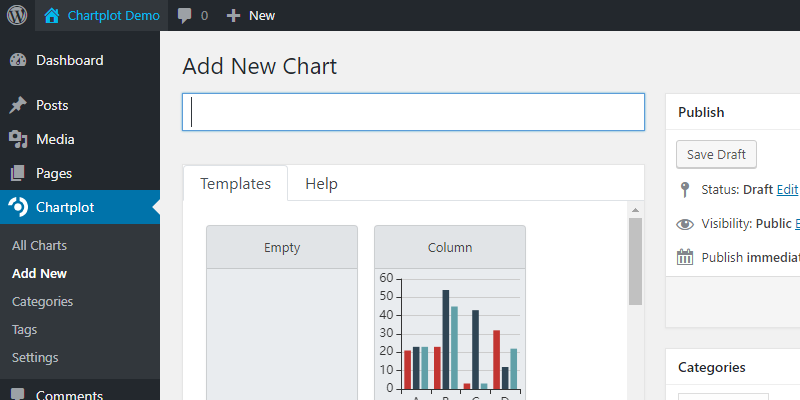 Chartplot Demo 0 New
Dashboard
Posts
Media
Pages
Chartplot
All Charts
Add New
Categories
Tags
Settings
Comments
Add New Chart
Templates Help
Empty
Column
60
50
40
30
20
10
0
A B C D
Publish
Save Draft
Status: Draft Edit
Visibility: Public E
Publish immediat
Categories